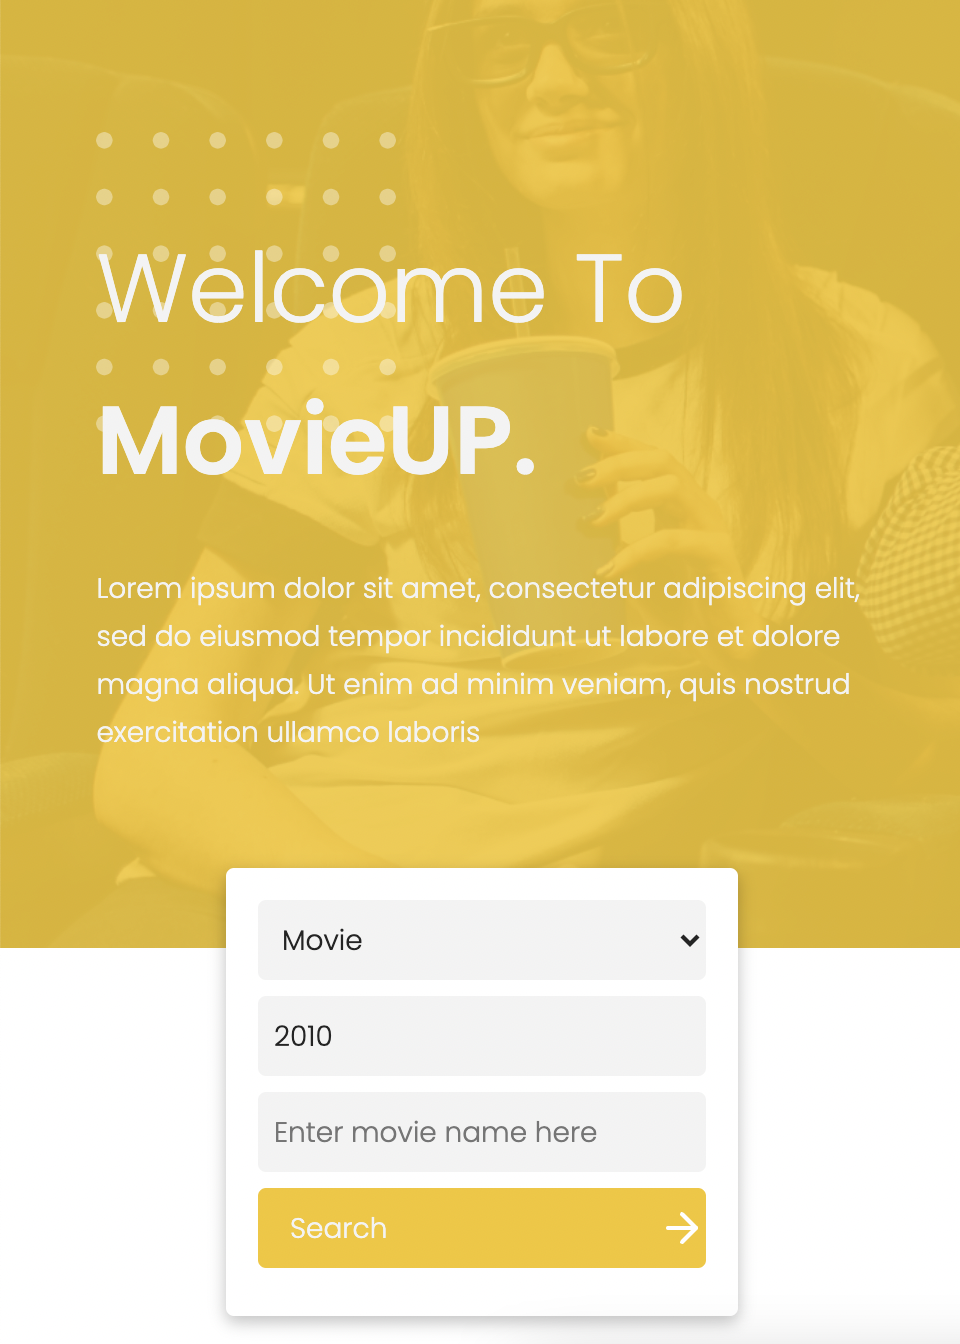 Welcome To
MovieUP.
Lorem ipsum dolor sit amet, consectetur adipiscing elit,
sed do eiusmod tempor incididunt ut labore et dolore
magna aliqua. Ut enim ad minim veniam, quis nostrud
exercitation ullamco laboris
Movie
2010
Enter movie name here
Search